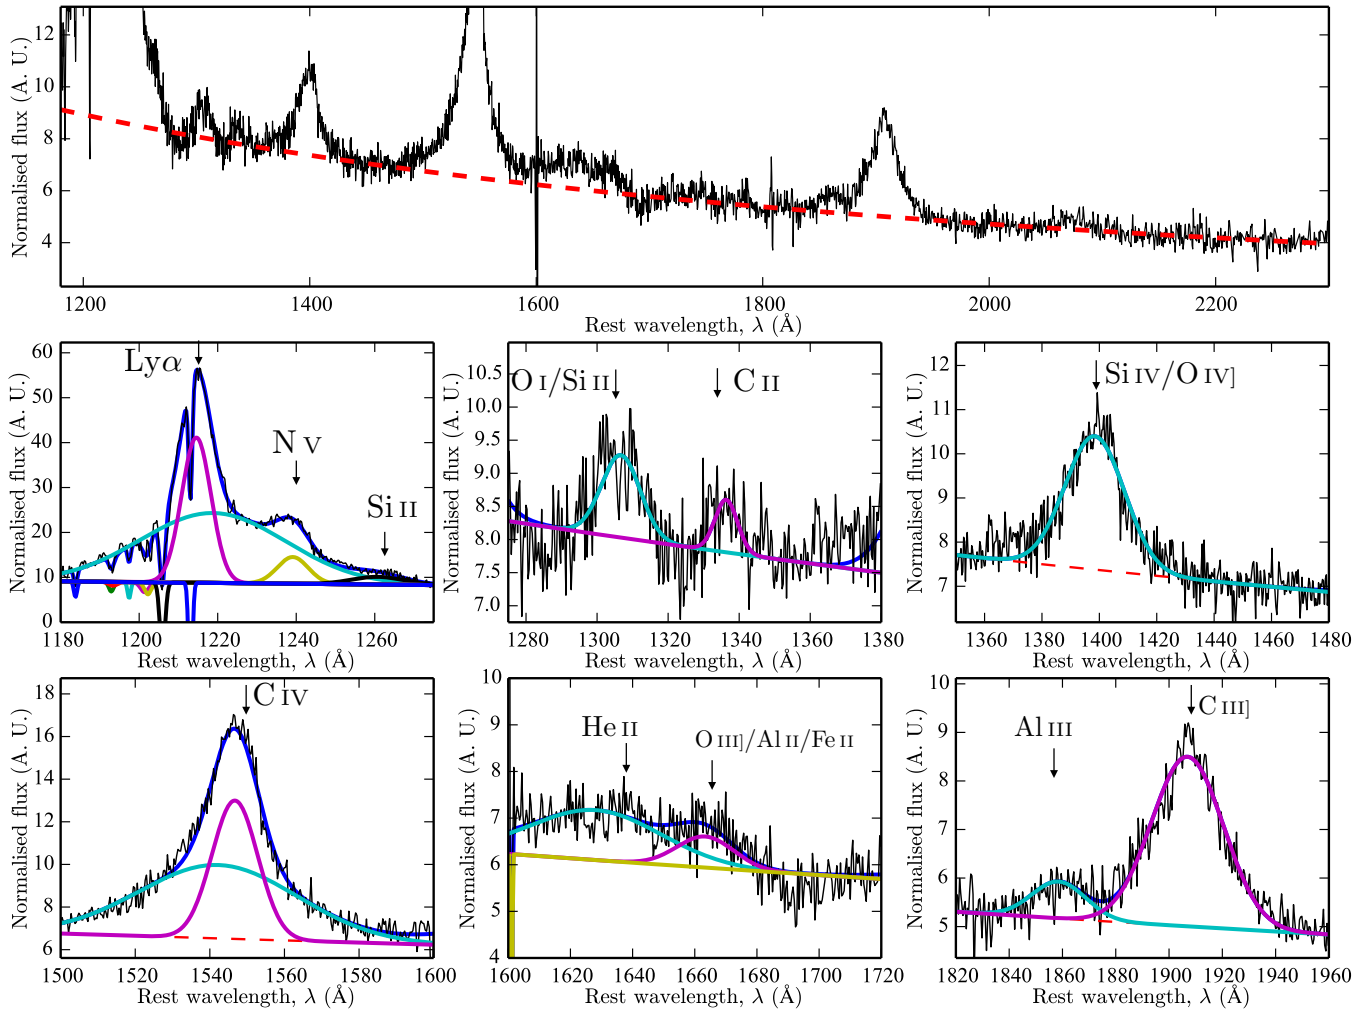 Normalised flux (A. U.)
12
10
8
6
4
1200 1400 1600 1800 2000 2200
Rest wavelength, λ (Å)
Normalised flux (A. U.)
60
50
40
30
20
10
0
Lyα
N V
Si II
1180 1200 1220 1240 1260
Rest wavelength, λ (Å)
Normalised flux (A. U.)
10.5
10.0
9.5
9.0
8.5
8.0
7.5
7.0
O I/Si II
C II
1280 1300 1320 1340 1360 1380
Rest wavelength, λ (Å)
Normalised flux (A. U.)
12
11
10
9
8
7
Si IV/O IV]
1360 1380 1400 1420 1440 1460 1480
Rest wavelength, λ (Å)
Normalised flux (A. U.)
18
16
14
12
10
8
6
C IV
1500 1520 1540 1560 1580 1600
Rest wavelength, λ (Å)
Normalised flux (A. U.)
10
9
8
7
6
5
4
He II
O III]/Al II/Fe II
1600 1620 1640 1660 1680 1700 1720
Rest wavelength, λ (Å)
Normalised flux (A. U.)
10
9
8
7
6
5
Al III
C III]
1820 1840 1860 1880 1900 1920 1940 1960
Rest wavelength, λ (Å)